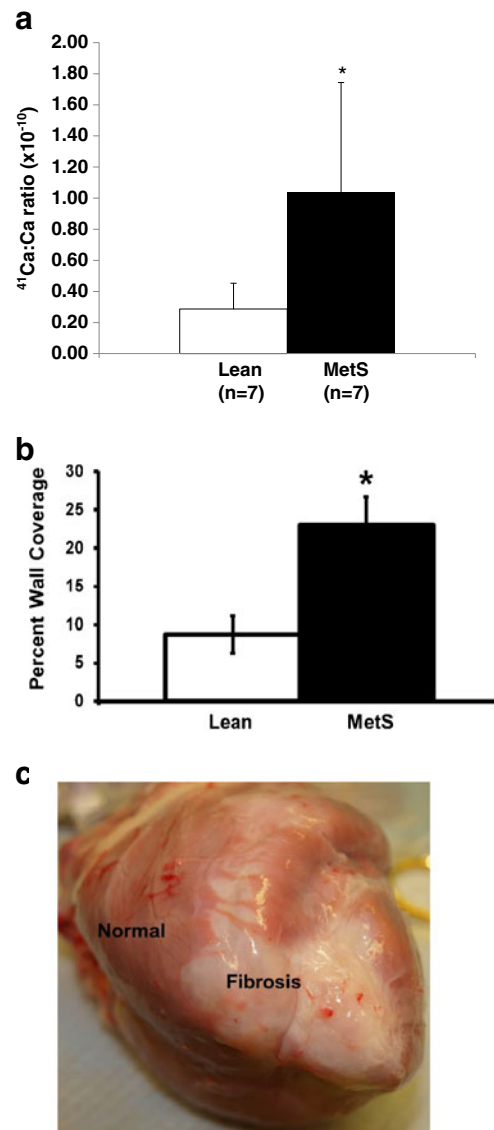 a
⁴¹Ca:Ca ratio (x10⁻¹⁰)
2.00
1.80
1.60
1.40
1.20
1.00
0.80
0.60
0.40
0.20
0.00
*
Lean
(n=7)
MetS
(n=7)
b
Percent Wall Coverage
30
25
20
15
10
5
0
*
Lean
MetS
c
Normal
Fibrosis